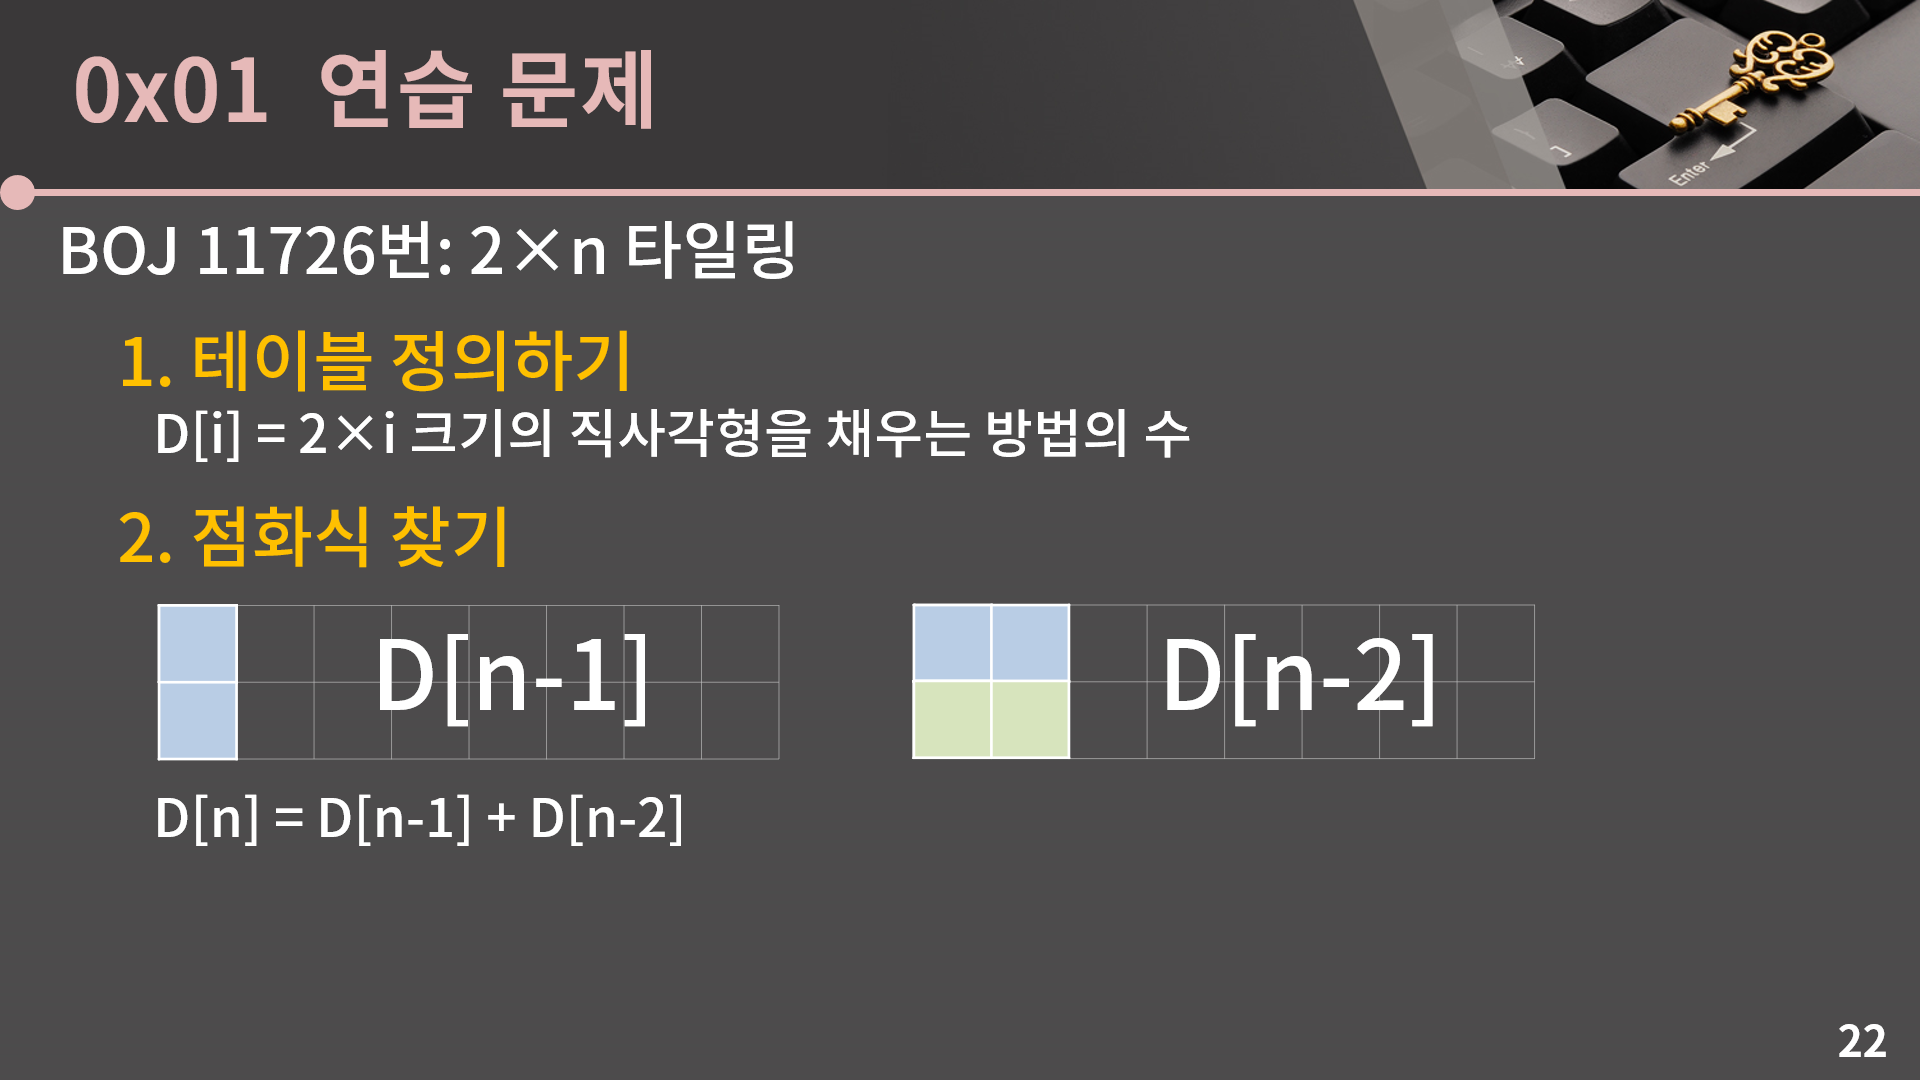 0x01 연습 문제
Enter
BOJ 11726번: 2×n 타일링
1. 테이블 정의하기
D[i] = 2×i 크기의 직사각형을 채우는 방법의 수
2. 점화식 찾기
D[n-1]
D[n-2]
D[n] = D[n-1] + D[n-2]
22